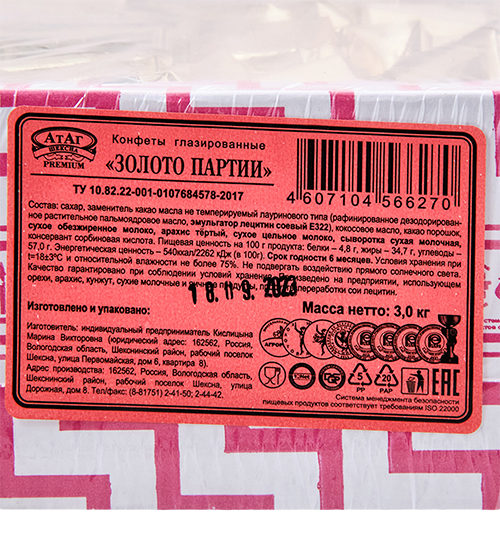 АтАг
ШЕКСНА
PREMIUM
Конфеты глазированные
«ЗОЛОТО ПАРТИИ»
ТУ 10.82.22-001-0107684578-2017
4 607104 566270
Состав: сахар, заменитель какао масла не темперируемый лауринового типа (рафинированное дезодорирован-
ное растительное пальмоядровое масло, эмульгатор лецитин соевый Е322), кокосовое масло, какао порошок,
сухое обезжиренное молоко, арахис тёртый, сухое цельное молоко, сыворотка сухая молочная,
консервант сорбиновая кислота. Пищевая ценность на 100 г продукта: белки – 4,8 г, жиры – 34,7 г, углеводы –
57,0 г. Энергетическая ценность – 540ккал/2262 кДж (в 100г). Срок годности 6 месяцев. Условия хранения при
t=18±3°С и относительной влажности не более 75%. Не подвергать воздействию прямого солнечного света.
Качество гарантировано при соблюдении условий хранения. Произведено на предприятии, использующем
орехи, арахис, кунжут, сухие молочные и яичные продукты, переработки сои лецитин.
18.09.2023
Изготовлено и упаковано:
Масса нетто: 3,0 кг
Изготовитель: индивидуальный предприниматель Кислицына
Марина Викторовна (юридический адрес: 162562, Россия,
Вологодская область, Шекснинский район, рабочий поселок
Шексна, улица Первомайская, дом 6, квартира 8).
Адрес производства: 162562, Россия, Вологодская область,
Шекснинский район, рабочий поселок Шексна, улица
Дорожная, дом 8. Тел/факс: (8-81751) 2-41-50; 2-44-42.
5
PP
20
PAP
EAC
Система менеджмента безопасности
пищевых продуктов соответствует требованиям ISO 22000